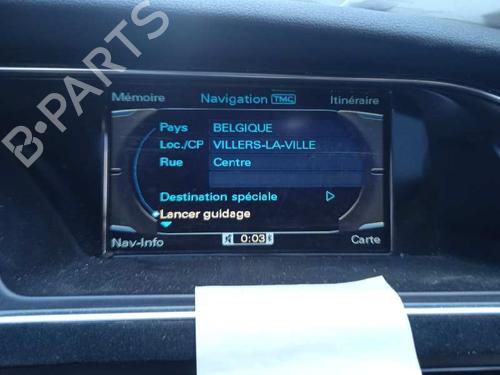 Mémoire Navigation TMC Itinéraire
Pays BELGIQUE
Loc./CP VILLERS-LA-VILLE
Rue Centre
Destination spéciale
Lancer guidage
Nav-Info 0:03 Carte